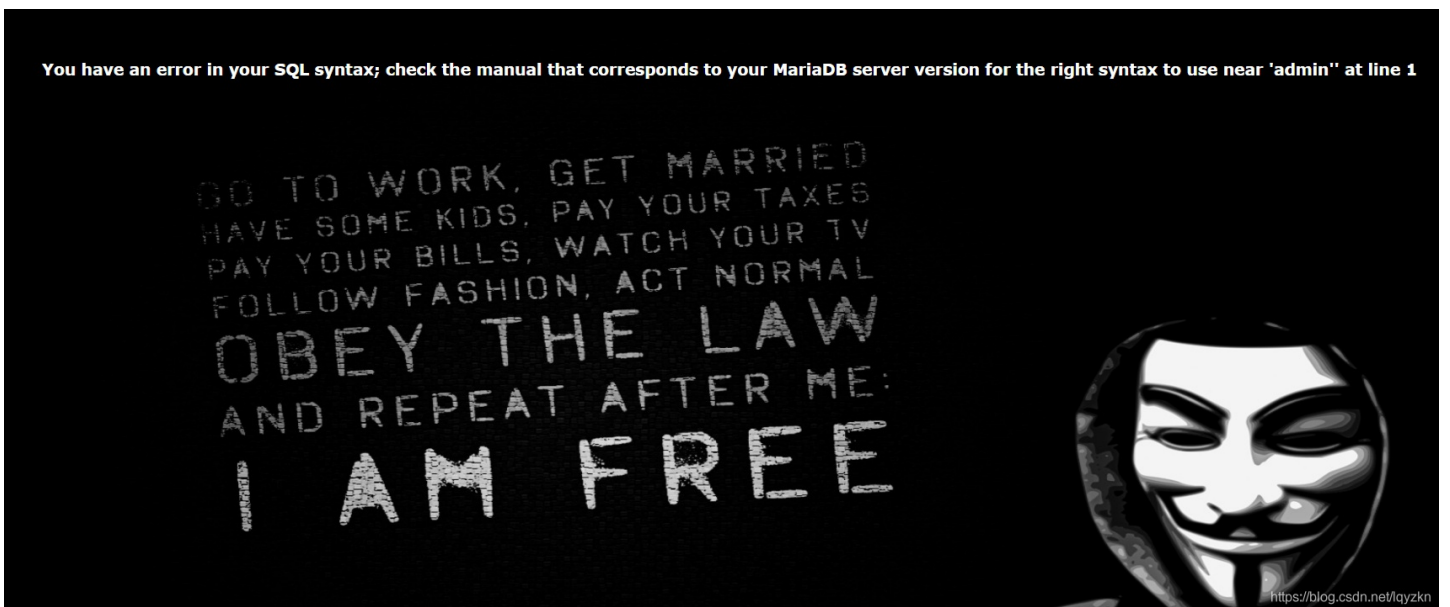 You have an error in your SQL syntax; check the manual that corresponds to your MariaDB server version for the right syntax to use near 'admin'' at line 1
GO TO WORK, GET MARRIED
HAVE SOME KIDS, PAY YOUR TAXES
PAY YOUR BILLS, WATCH YOUR TV
FOLLOW FASHION, ACT NORMAL
OBEY THE LAW
AND REPEAT AFTER ME:
I AM FREE
https://blog.csdn.net/lqyzkn